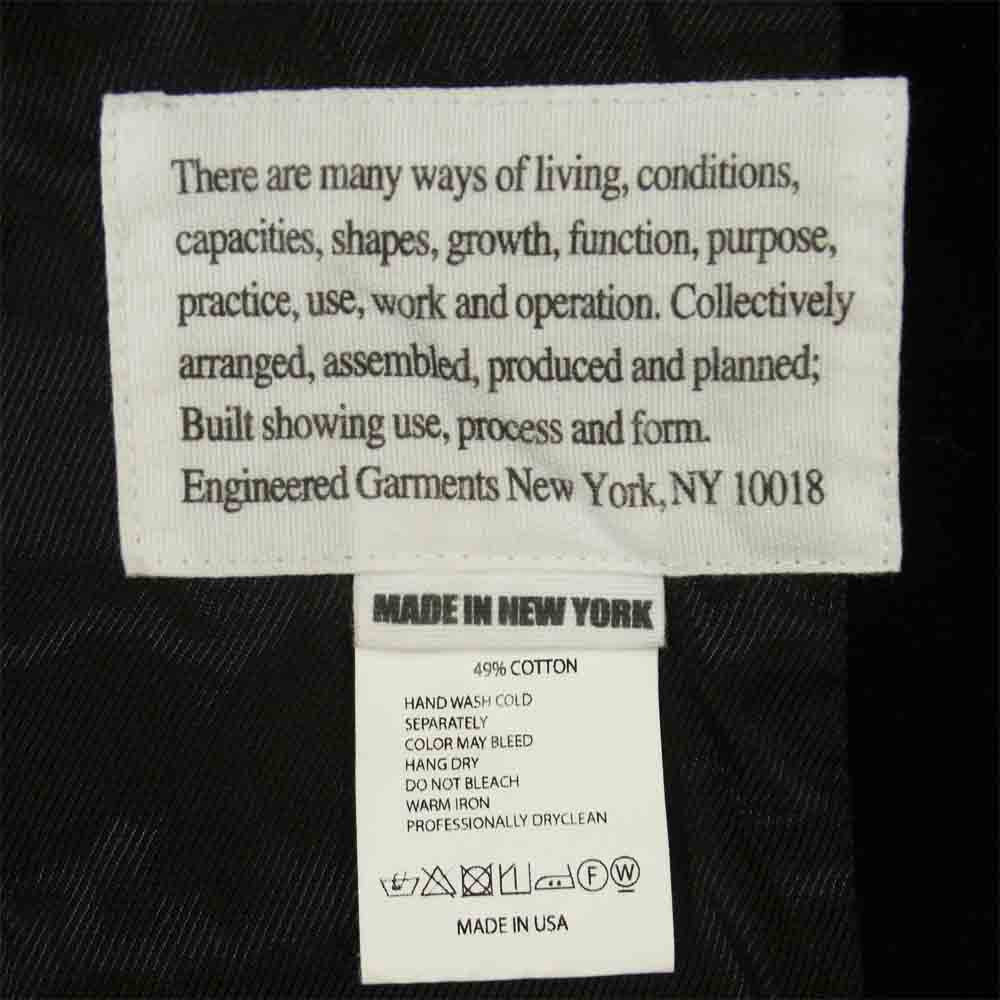 There are many ways of living, conditions,
capacities, shapes, growth, function, purpose,
practice, use, work and operation. Collectively
arranged, assembled, produced and planned;
Built showing use, process and form.
Engineered Garments New York, NY 10018
MADE IN NEW YORK
49% COTTON
HAND WASH COLD
SEPARATELY
COLOR MAY BLEED
HANG DRY
DO NOT BLEACH
WARM IRON
PROFESSIONALLY DRYCLEAN
F W
MADE IN USA